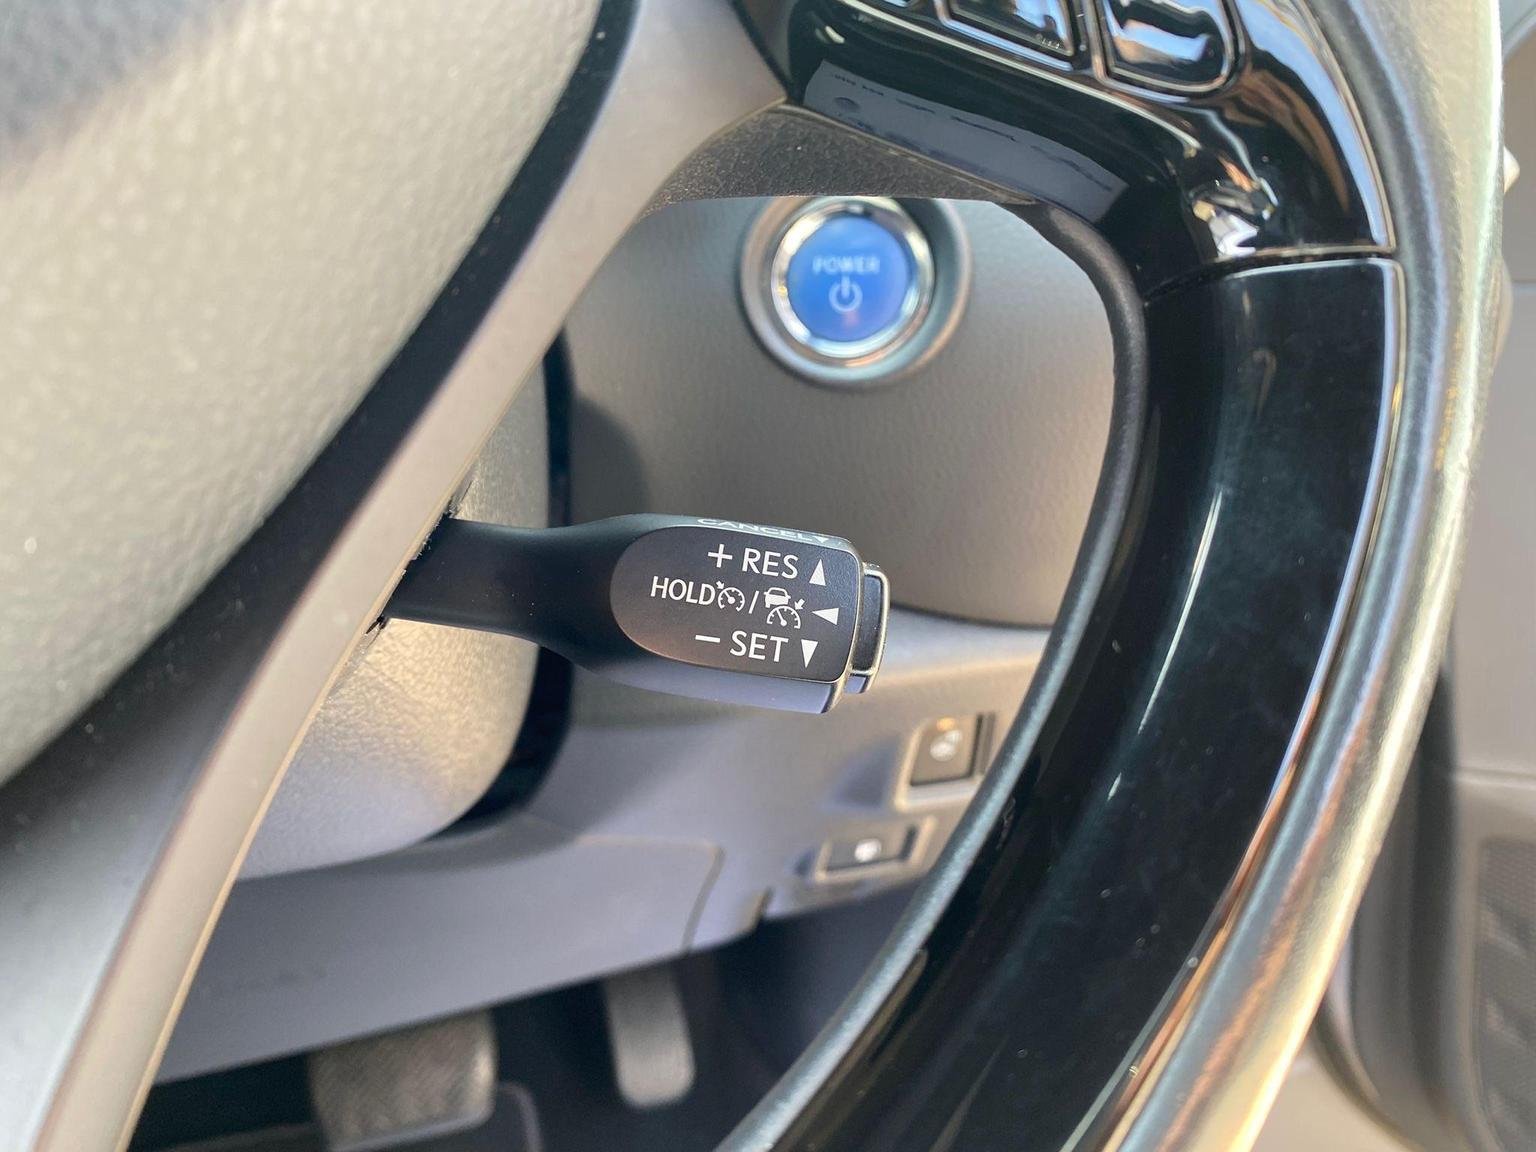 POWER
CANCEL▼
+ RES ▲
HOLD / ◀
− SET ▼